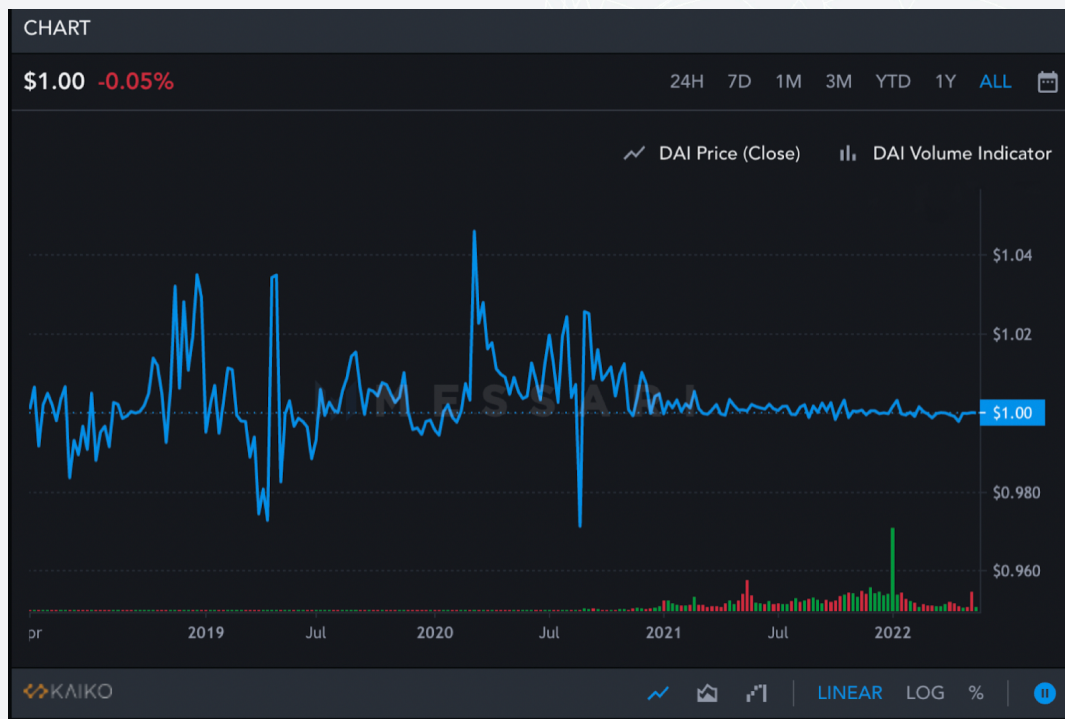 CHART
$1.00 -0.05%
24H 7D 1M 3M YTD 1Y ALL
DAI Price (Close) DAI Volume Indicator
$1.04
$1.02
MESSARI
$1.00
$0.980
$0.960
pr 2019 Jul 2020 Jul 2021 Jul 2022
KAIKO
LINEAR LOG %